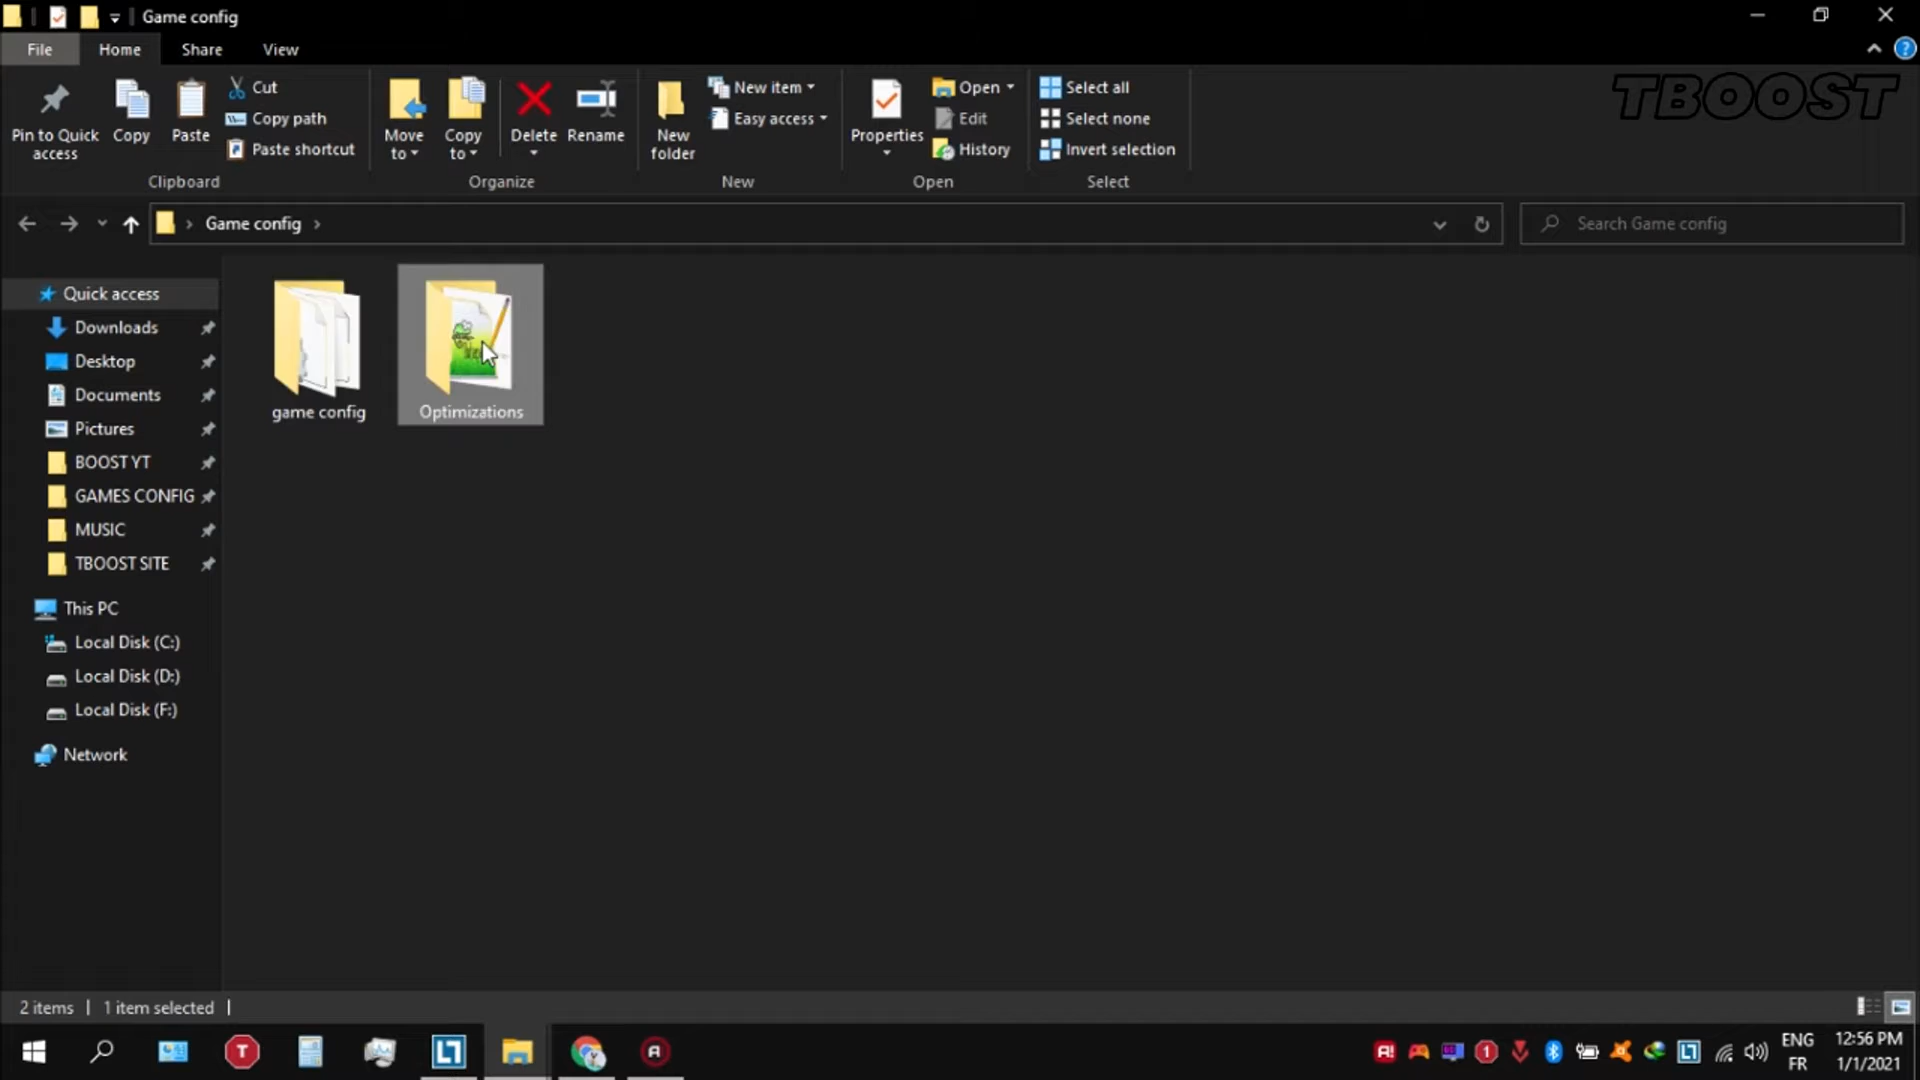 Game config
File
Home
Share
View
TBOOST
Pin to Quick
access
Copy
Paste
Cut
Copy path
Paste shortcut
Clipboard
Move
to
Copy
to
Delete
Rename
Organize
New
folder
New item
Easy access
New
Properties
Open
Edit
History
Open
Select all
Select none
Invert selection
Select
Game config
Search Game config
Quick access
Downloads
Desktop
Documents
Pictures
BOOST YT
GAMES CONFIG
MUSIC
TBOOST SITE
This PC
Local Disk (C:)
Local Disk (D:)
Local Disk (F:)
Network
game config
Optimizations
2 items
1 item selected
ENG
FR
12:56 PM
1/1/2021